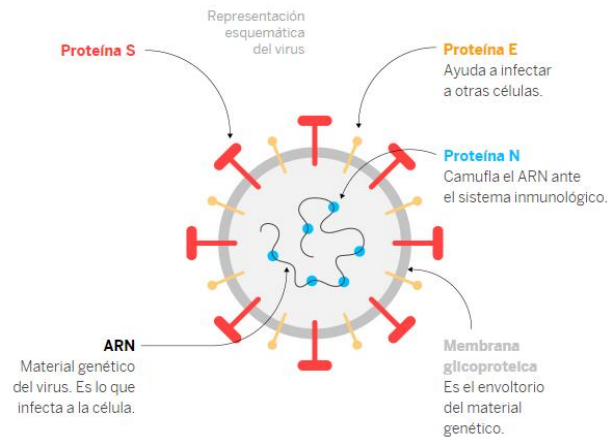 Representación
esquemática
del virus
Proteína S
Proteína E
Ayuda a infectar
a otras células.
Proteína N
Camufla el ARN ante
el sistema inmunológico.
ARN
Material genético
del virus. Es lo que
infecta a la célula.
Membrana
glicoproteica
Es el envoltorio
del material
genético.